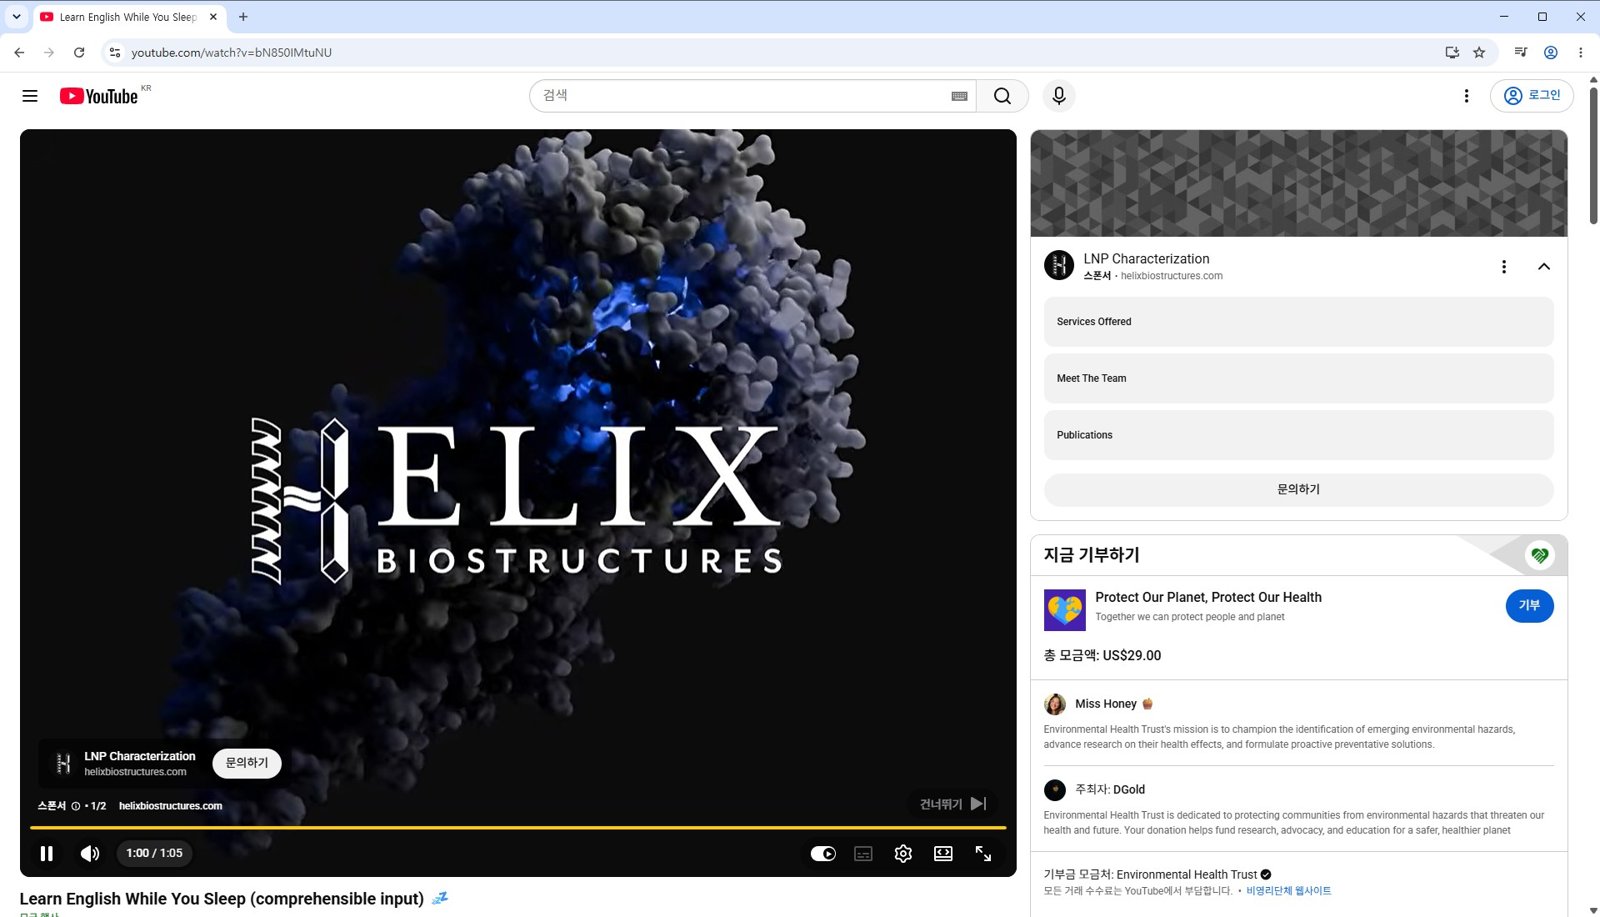 Learn English While You Sleep
youtube.com/watch?v=bN850IMtuNU
YouTube KR
검색
로그인
HELIX
BIOSTRUCTURES
LNP Characterization
helixbiostructures.com
문의하기
스폰서 • 1/2 helixbiostructures.com
건너뛰기
1:00 / 1:05
Learn English While You Sleep (comprehensible input) 💤
LNP Characterization
스폰서 · helixbiostructures.com
Services Offered
Meet The Team
Publications
문의하기
지금 기부하기
Protect Our Planet, Protect Our Health
Together we can protect people and planet
기부
총 모금액: US$29.00
Miss Honey
Environmental Health Trust's mission is to champion the identification of emerging environmental hazards,
advance research on their health effects, and formulate proactive preventative solutions.
주최자: DGold
Environmental Health Trust is dedicated to protecting communities from environmental hazards that threaten our
health and future. Your donation helps fund research, advocacy, and education for a safer, healthier planet
기부금 모금처: Environmental Health Trust
모든 거래 수수료는 YouTube에서 부담합니다. • 비영리단체 웹사이트